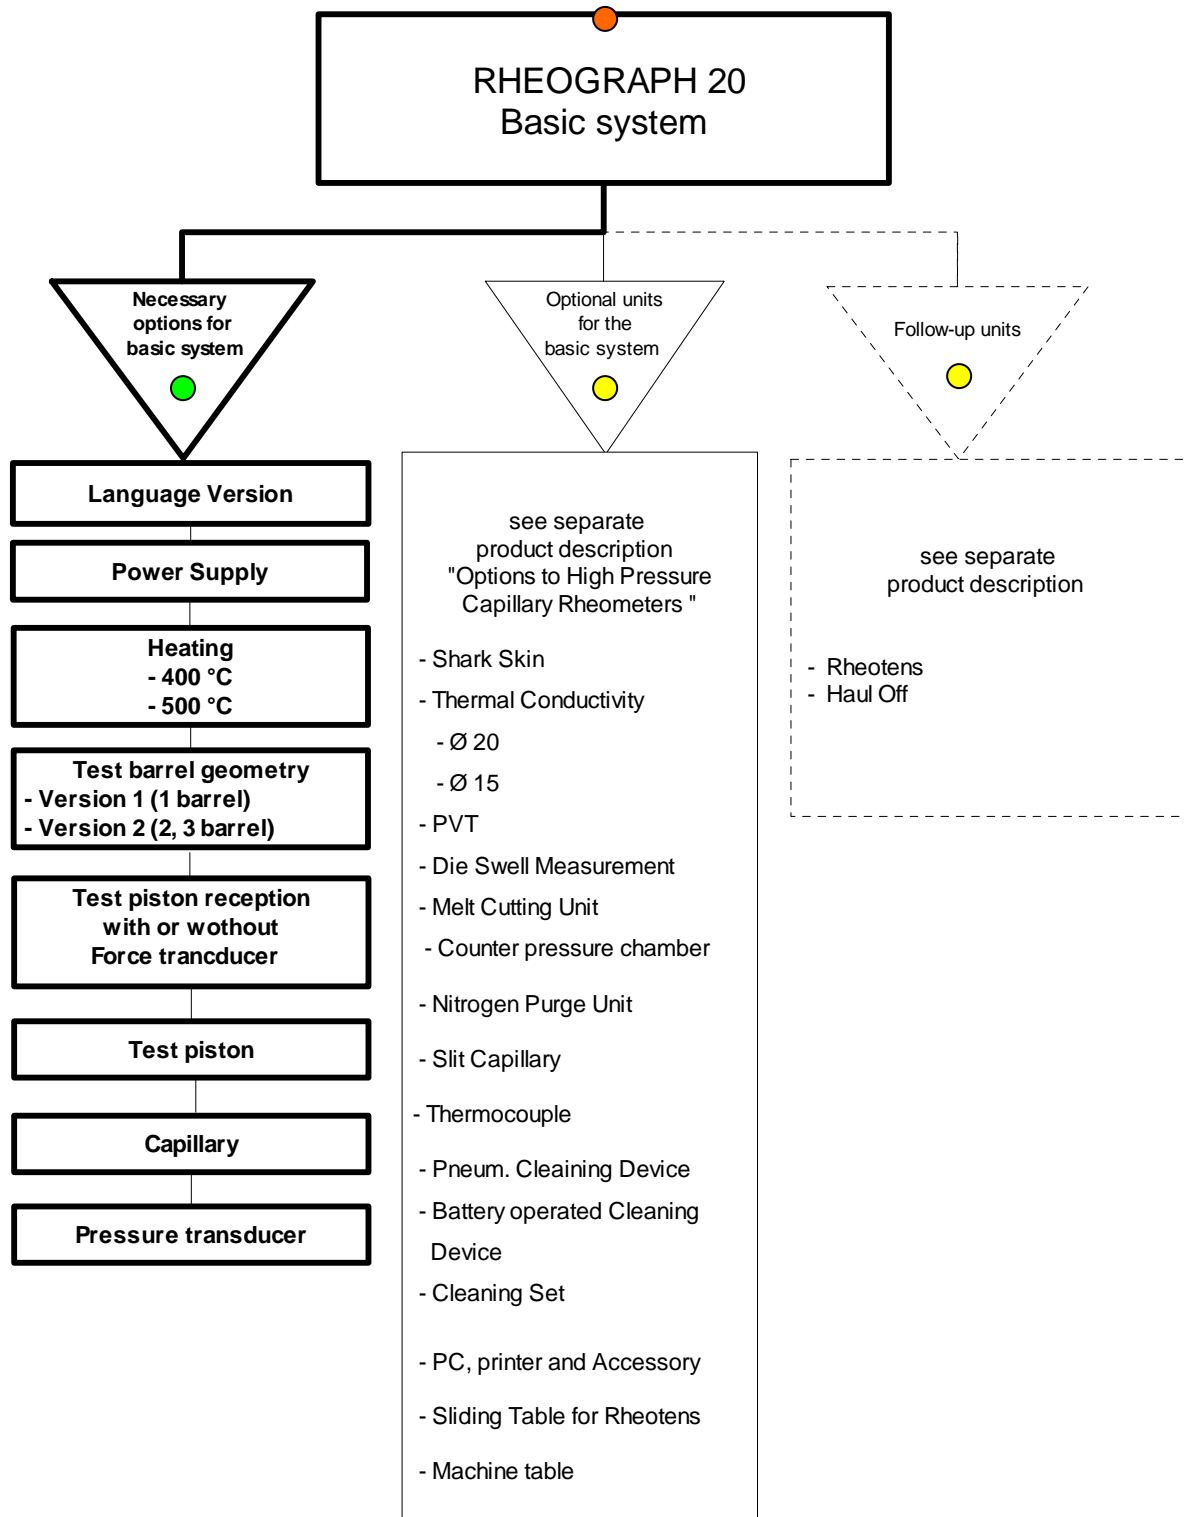 RHEOGRAPH 20
Basic system
Necessary
options for
basic system
Optional units
for the
basic system
Follow-up units
Language Version
Power Supply
Heating
- 400 °C
- 500 °C
Test barrel geometry
- Version 1 (1 barrel)
- Version 2 (2, 3 barrel)
Test piston reception
with or wothout
Force trancducer
Test piston
Capillary
Pressure transducer
see separate
product description
"Options to High Pressure
Capillary Rheometers "
- Shark Skin
- Thermal Conductivity
- Ø 20
- Ø 15
- PVT
- Die Swell Measurement
- Melt Cutting Unit
- Counter pressure chamber
- Nitrogen Purge Unit
- Slit Capillary
- Thermocouple
- Pneum. Cleaining Device
- Battery operated Cleaning
Device
- Cleaning Set
- PC, printer and Accessory
- Sliding Table for Rheotens
- Machine table
see separate
product description
- Rheotens
- Haul Off